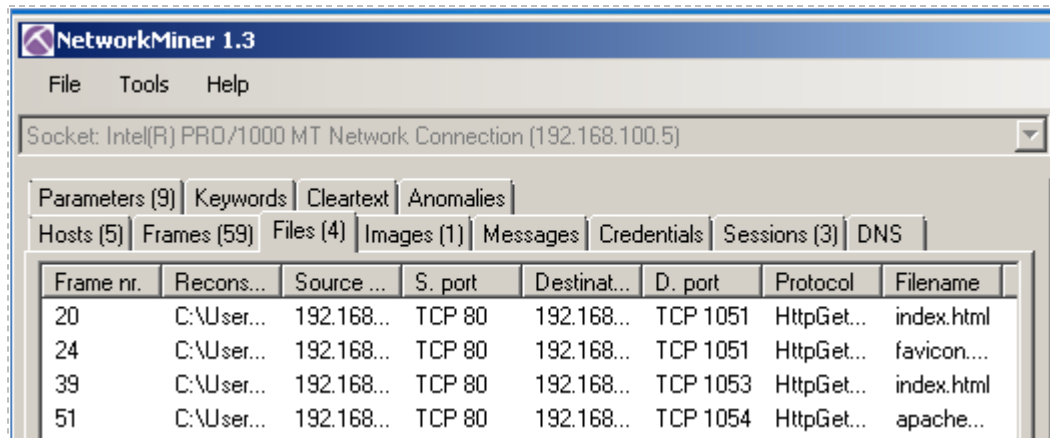 NetworkMiner 1.3
File Tools Help
Socket: Intel(R) PRO/1000 MT Network Connection (192.168.100.5)
Parameters (9) Keywords Cleartext Anomalies
Hosts (5) Frames (59) Files (4) Images (1) Messages Credentials Sessions (3) DNS
Frame nr. Recons... Source ... S. port Destinat... D. port Protocol Filename
20 C:\User... 192.168... TCP 80 192.168... TCP 1051 HttpGet... index.html
24 C:\User... 192.168... TCP 80 192.168... TCP 1051 HttpGet... favicon....
39 C:\User... 192.168... TCP 80 192.168... TCP 1053 HttpGet... index.html
51 C:\User... 192.168... TCP 80 192.168... TCP 1054 HttpGet... apache...